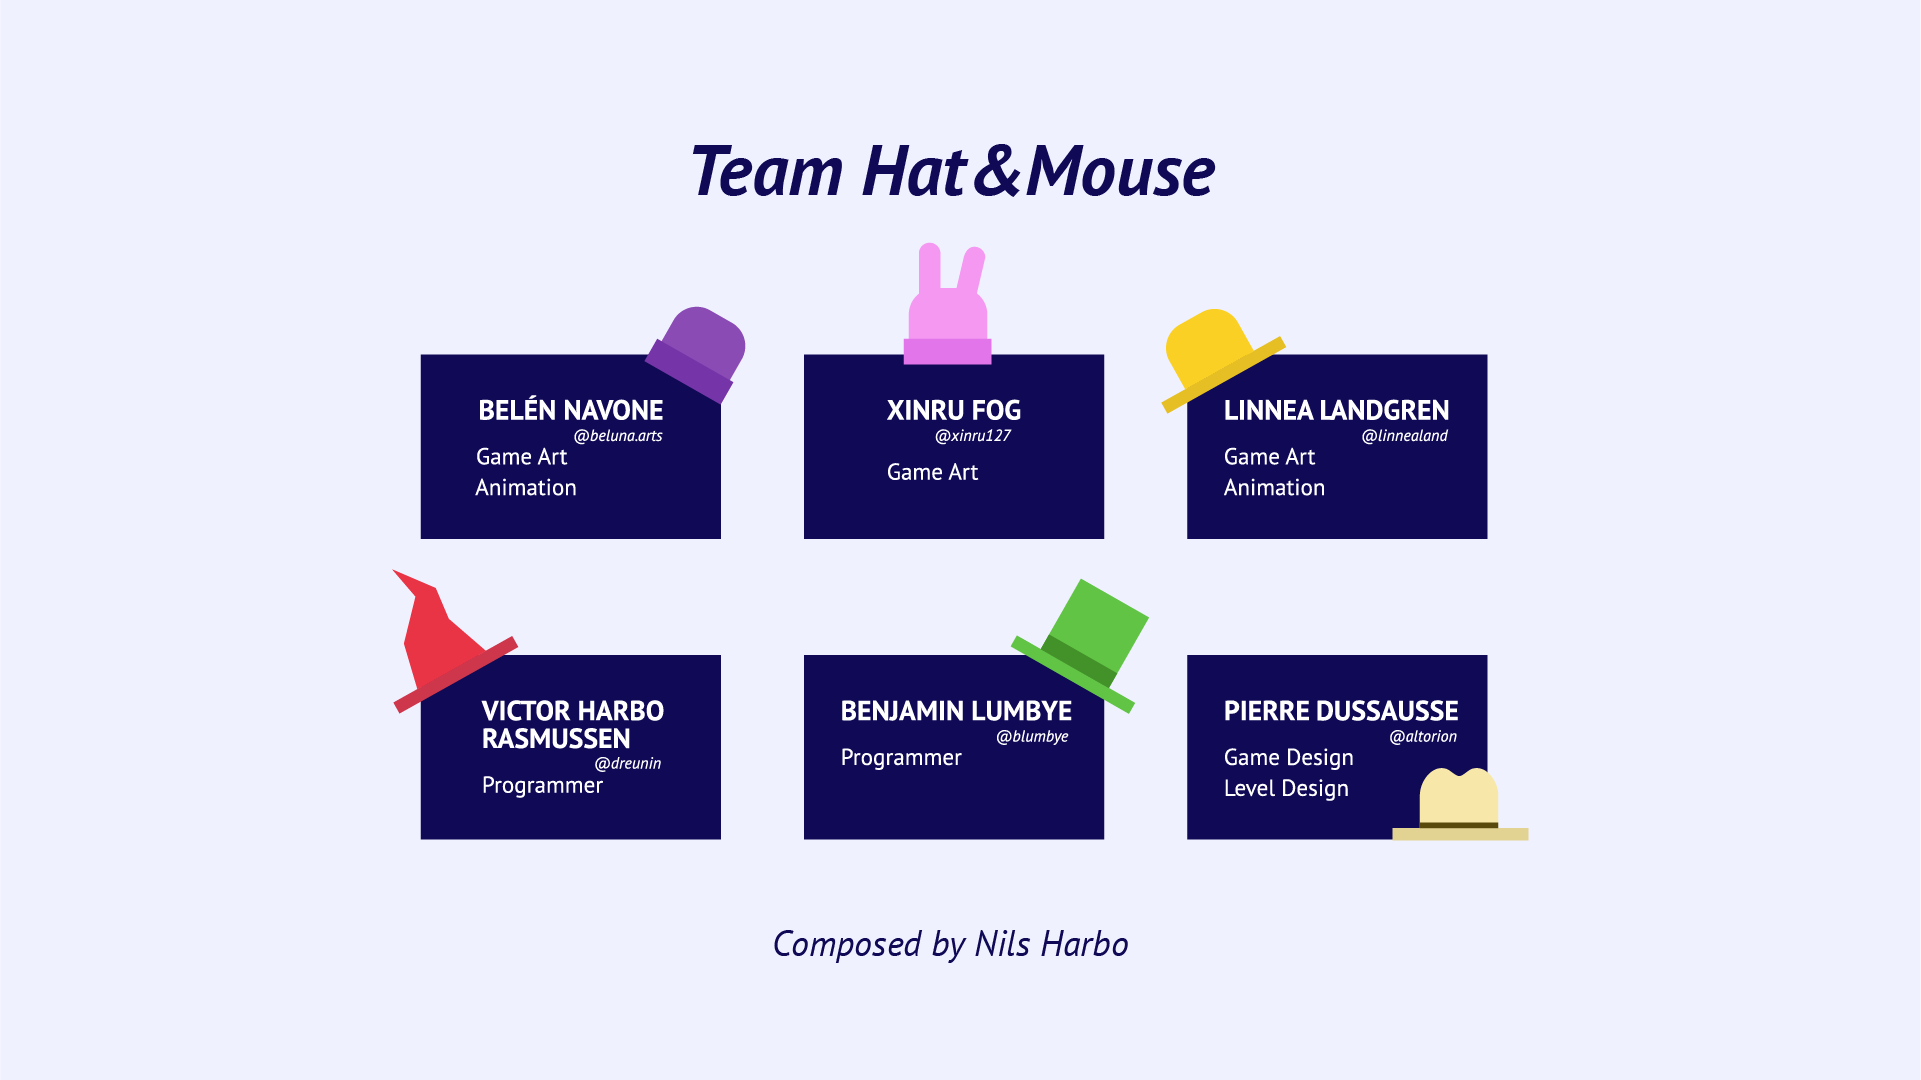 Team Hat&Mouse
BELÉN NAVONE
@beluna.arts
Game Art
Animation
XINRU FOG
@xinru127
Game Art
LINNEA LANDGREN
@linnealand
Game Art
Animation
VICTOR HARBO
RASMUSSEN
@dreunin
Programmer
BENJAMIN LUMBYE
@blumbye
Programmer
PIERRE DUSSAUSSE
@altorion
Game Design
Level Design
Composed by Nils Harbo